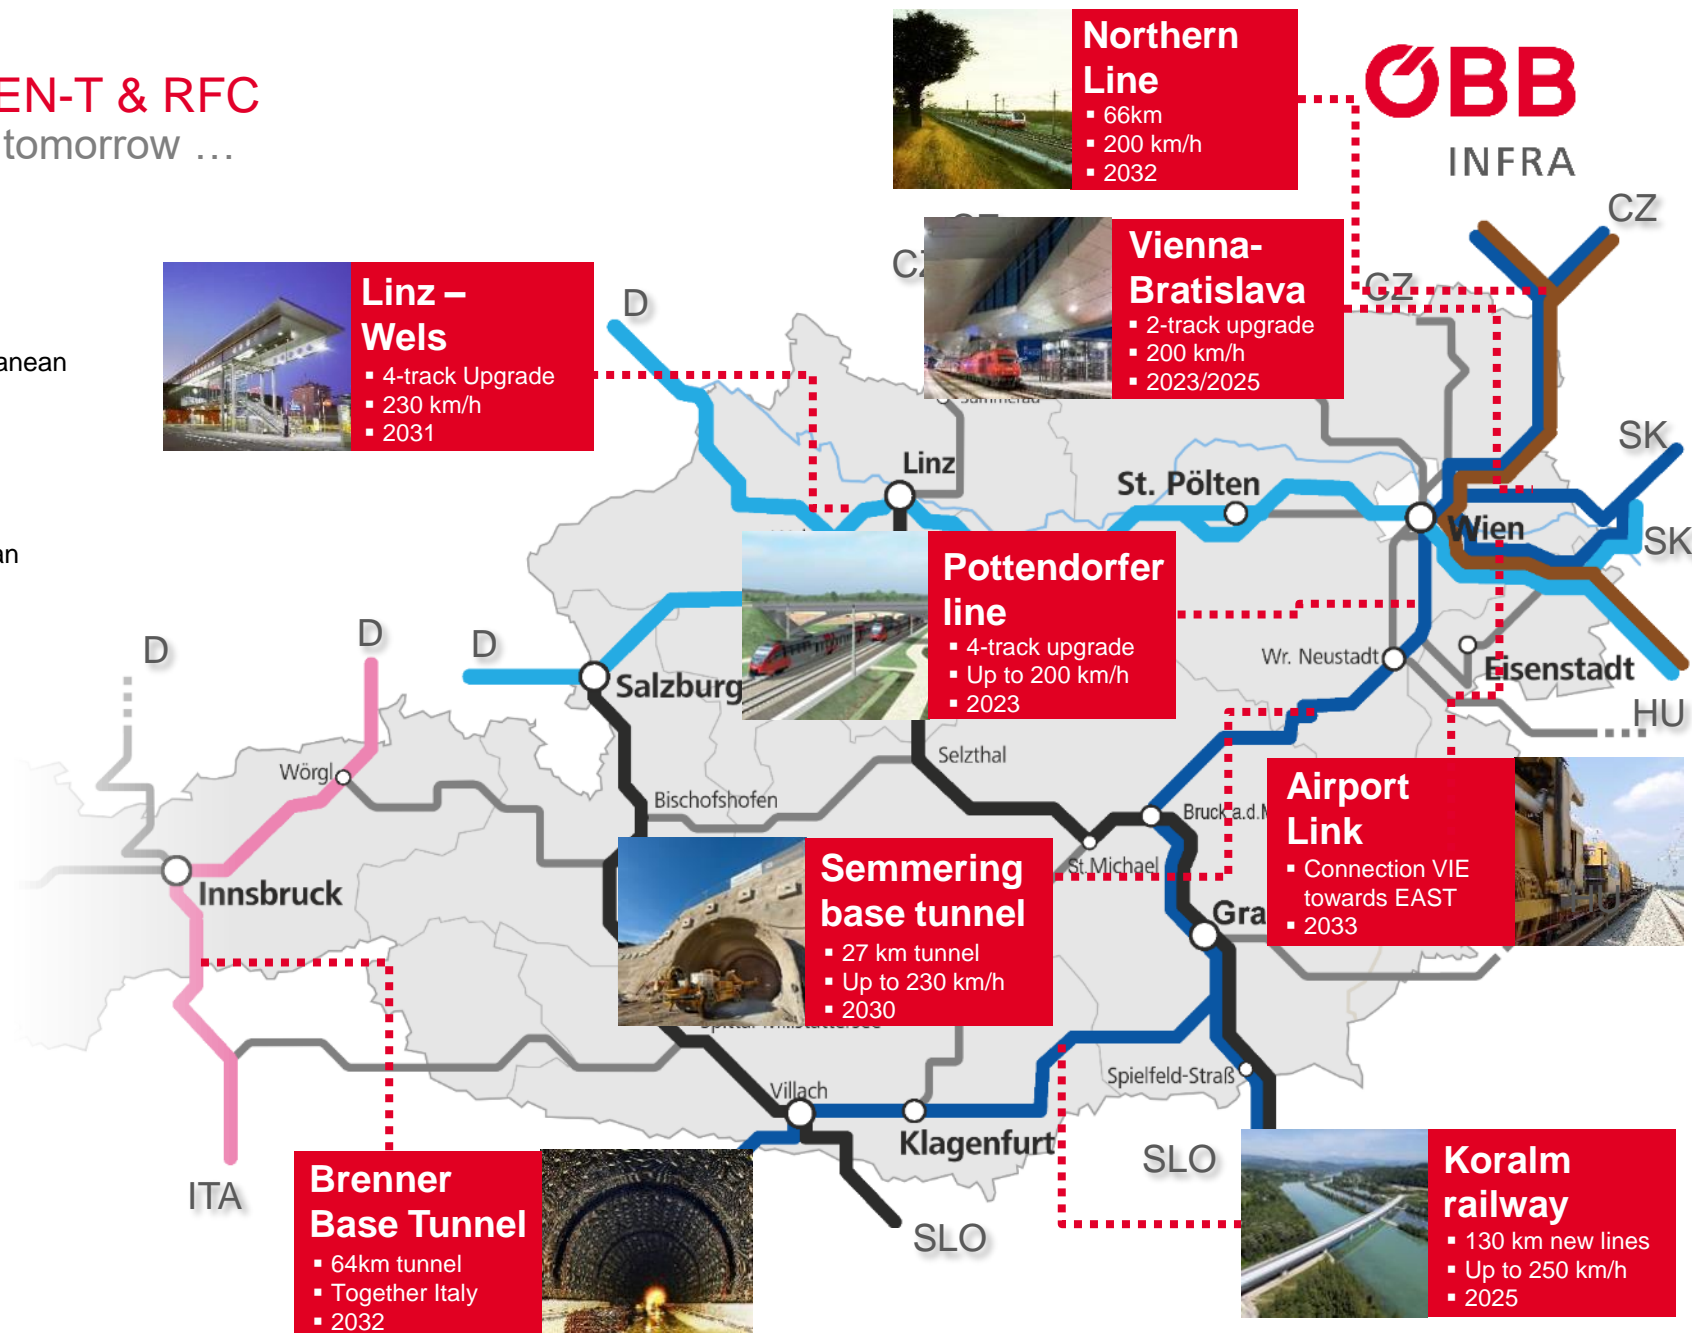 EN-T & RFC
tomorrow ...
anean
an
Northern
Line
▪ 66km
▪ 200 km/h
▪ 2032
ÖBB
INFRA
CZ
CZ
Vienna-
Bratislava
▪ 2-track upgrade
▪ 200 km/h
▪ 2023/2025
Linz –
Wels
▪ 4-track Upgrade
▪ 230 km/h
▪ 2031
D
Linz
St. Pölten
Wien
SK
SK
Pottendorfer
line
▪ 4-track upgrade
▪ Up to 200 km/h
▪ 2023
Wr. Neustadt
Eisenstadt
HU
D
D
D
Salzburg
Selzthal
Wörgl
Bischofshofen
Bruck a.d.M
St.Michael
Innsbruck
Airport
Link
▪ Connection VIE
towards EAST
▪ 2033
Semmering
base tunnel
▪ 27 km tunnel
▪ Up to 230 km/h
▪ 2030
Gra
Spielfeld-Straß
Villach
Klagenfurt
SLO
SLO
ITA
Brenner
Base Tunnel
▪ 64km tunnel
▪ Together Italy
▪ 2032
Koralm
railway
▪ 130 km new lines
▪ Up to 250 km/h
▪ 2025